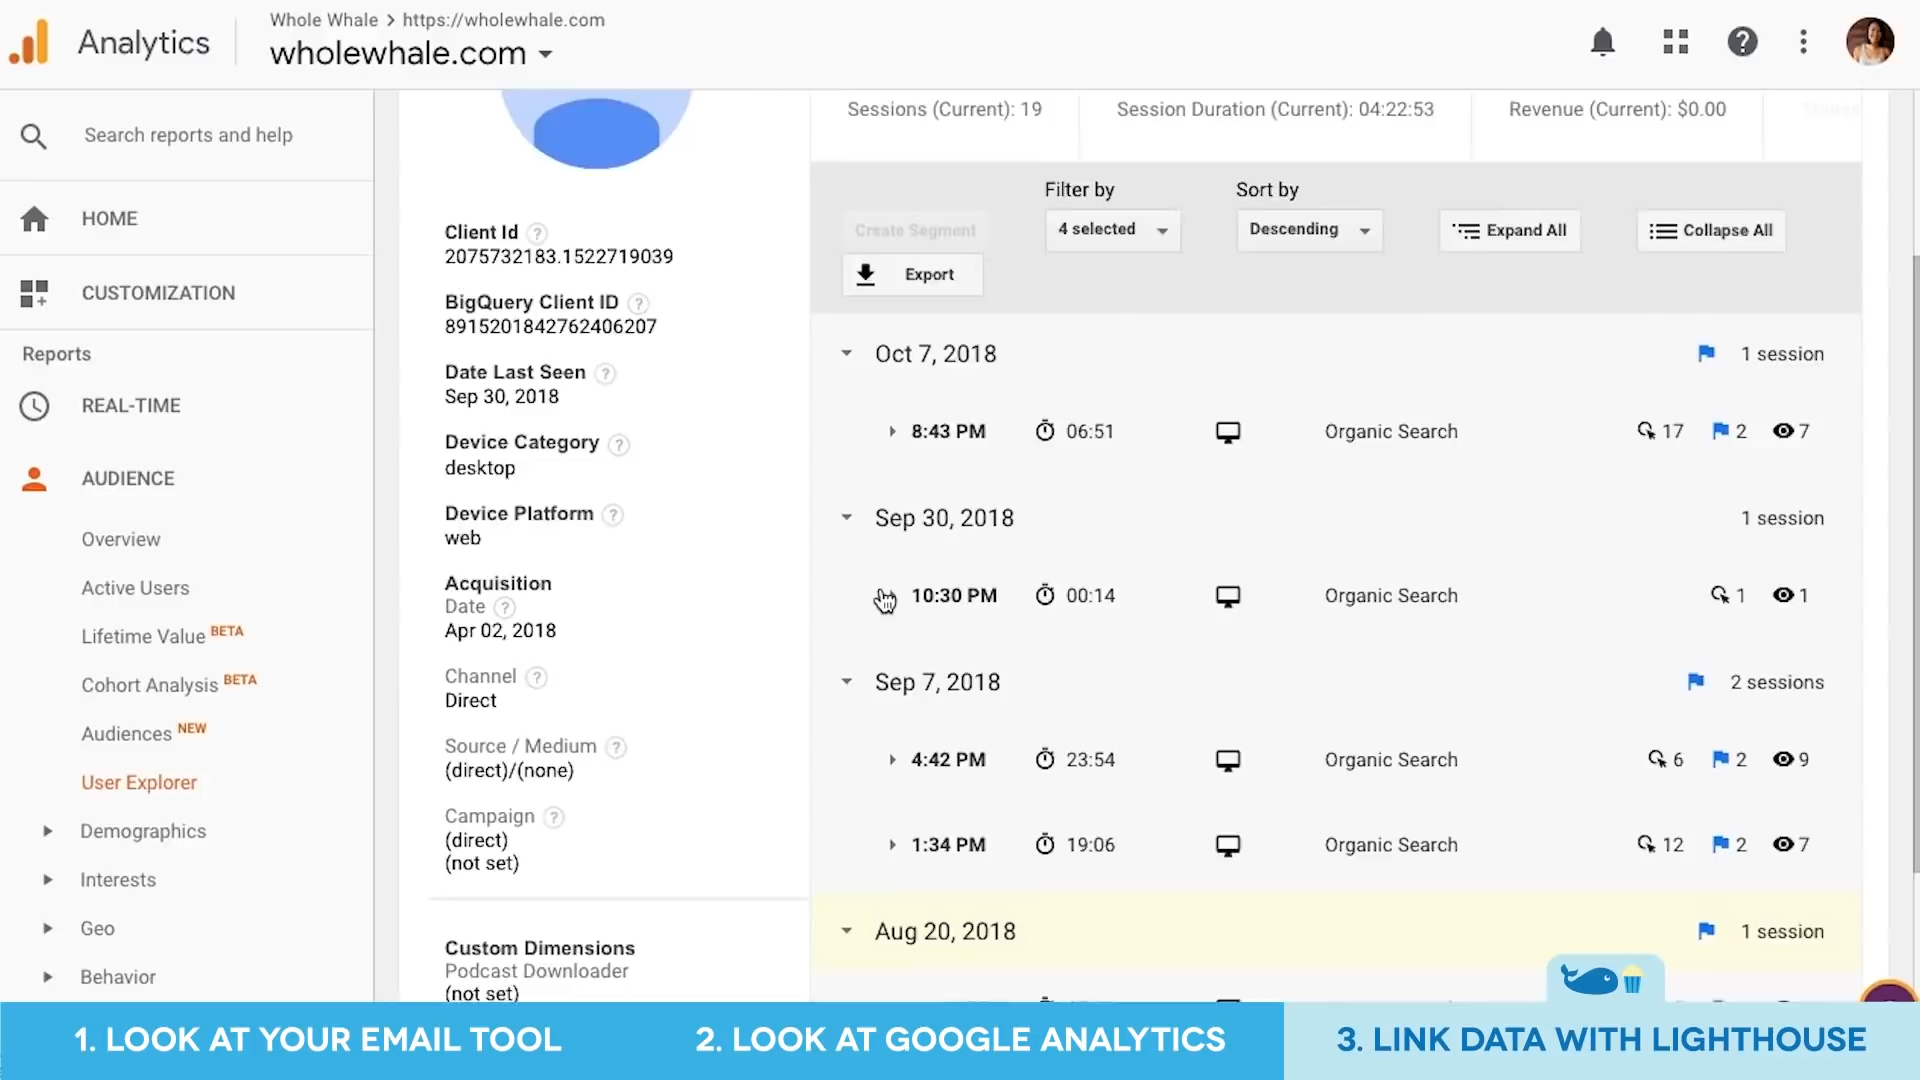 Analytics
Whole Whale > https://wholewhale.com
wholewhale.com
Search reports and help
HOME
CUSTOMIZATION
Reports
REAL-TIME
AUDIENCE
Overview
Active Users
Lifetime Value BETA
Cohort Analysis BETA
Audiences NEW
User Explorer
Demographics
Interests
Geo
Behavior
Client Id ?
2075732183.1522719039
BigQuery Client ID ?
8915201842762406207
Date Last Seen ?
Sep 30, 2018
Device Category ?
desktop
Device Platform ?
web
Acquisition
Date ?
Apr 02, 2018
Channel ?
Direct
Source / Medium ?
(direct)/(none)
Campaign ?
(direct)
(not set)
Custom Dimensions
Podcast Downloader
(not set)
Sessions (Current): 19 Session Duration (Current): 04:22:53 Revenue (Current): $0.00
Filter by Sort by
Create Segment 4 selected Descending Expand All Collapse All
Export
Oct 7, 2018 1 session
8:43 PM 06:51 Organic Search 17 2 7
Sep 30, 2018 1 session
10:30 PM 00:14 Organic Search 1 1
Sep 7, 2018 2 sessions
4:42 PM 23:54 Organic Search 6 2 9
1:34 PM 19:06 Organic Search 12 2 7
Aug 20, 2018 1 session
1. LOOK AT YOUR EMAIL TOOL 2. LOOK AT GOOGLE ANALYTICS 3. LINK DATA WITH LIGHTHOUSE